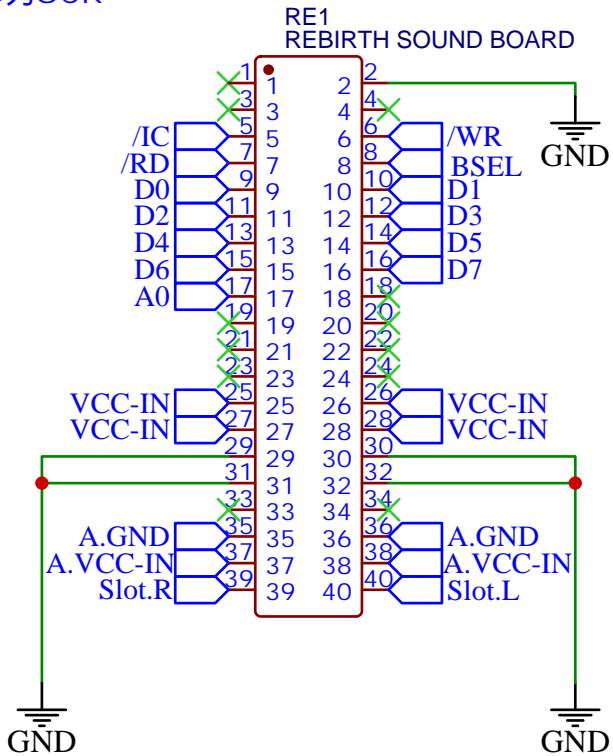 RE1
REBIRTH SOUND BOARD
1 1 2 2
3 3 4 4 GND
/IC 5 5 6 6 /WR
/RD 7 7 8 8 BSEL
D0 9 9 10 10 D1
D2 11 11 12 12 D3
D4 13 13 14 14 D5
D6 15 15 16 16 D7
A0 17 17 18 18
19 19 20 20
21 21 22 22
23 23 24 24
VCC-IN 25 25 26 26 VCC-IN
VCC-IN 27 27 28 28 VCC-IN
29 29 30 30
31 31 32 32
33 33 34 34
A.GND 35 35 36 36 A.GND
A.VCC-IN 37 37 38 38 A.VCC-IN
Slot.R 39 39 40 40 Slot.L
GND GND